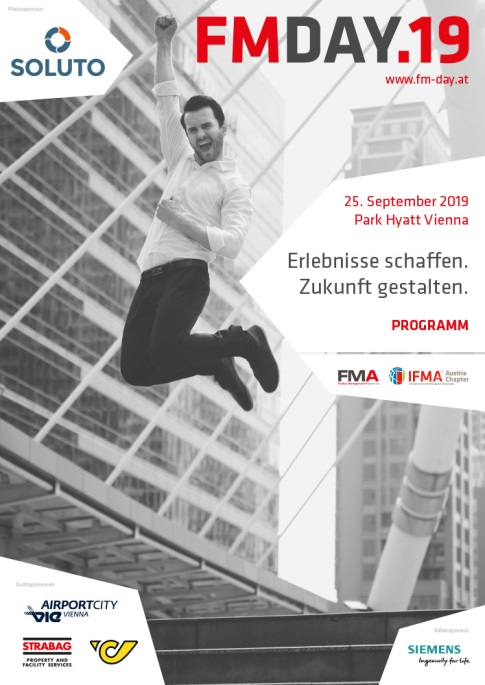 Platinsponsor
SOLUTO
FMDAY.19
www.fm-day.at
25. September 2019
Park Hyatt Vienna
Erlebnisse schaffen.
Zukunft gestalten.
PROGRAMM
FMA
IFMA Austria
Chapter
Goldsponsoren
AIRPORTCITY
VIE VIENNA
STRABAG
PROPERTY AND
FACILITY SERVICES
Silbersponsor
SIEMENS
Ingenuity for life